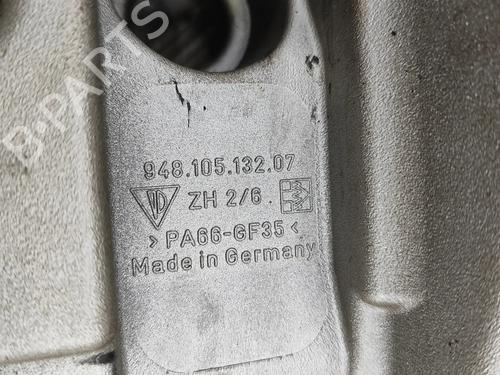 B-PARTS
948.105.132.07
ZH 2/6
>PA66-GF35<
Made in Germany